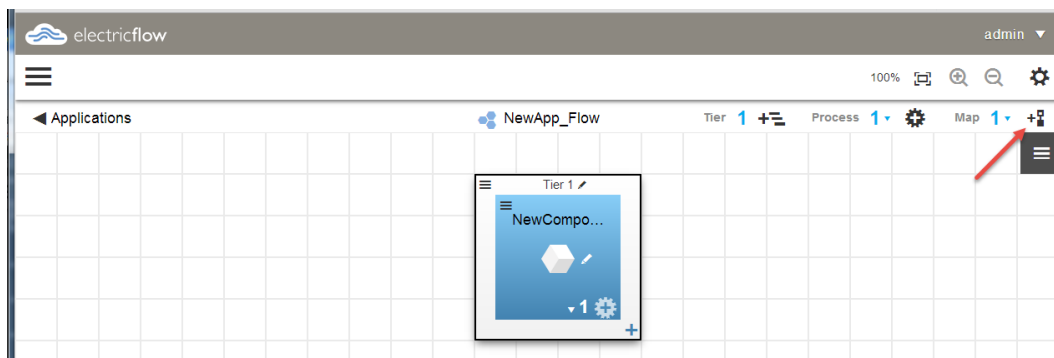 electricflow
admin
100%
Applications
NewApp_Flow
Tier 1
Process 1
Map 1
Tier 1
NewCompo...
1